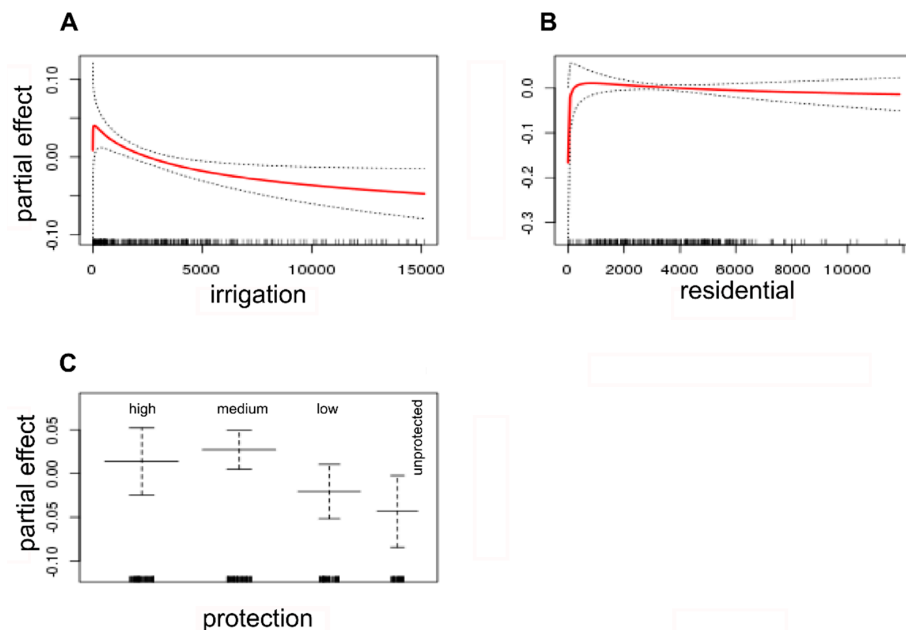 A
partial effect
0.10
0.00
-0.10
0
5000
10000
15000
irrigation
B
0.0
-0.1
-0.2
-0.3
0
2000
4000
6000
8000
10000
residential
C
partial effect
0.05
0.00
-0.05
-0.10
high
medium
low
unprotected
protection